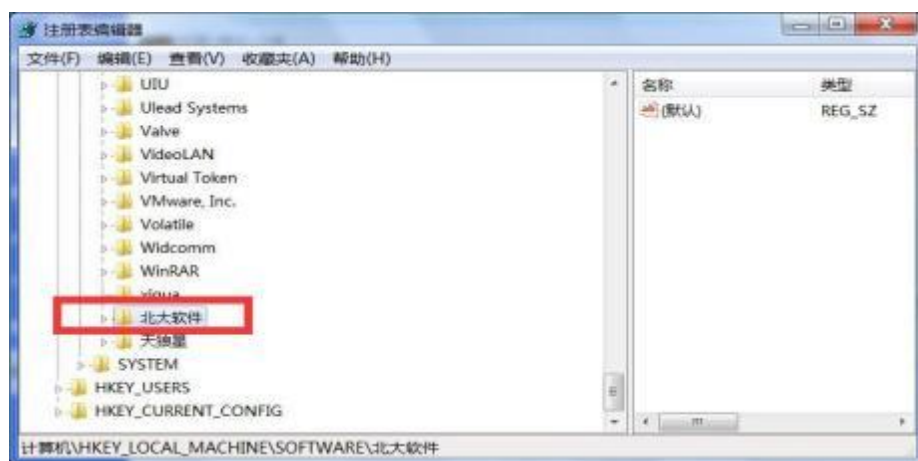 注册表编辑器
文件(F) 编辑(E) 查看(V) 收藏夹(A) 帮助(H)
名称 类型
(默认) REG_SZ
UIU
Ulead Systems
Valve
VideoLAN
Virtual Token
VMware, Inc.
Volatile
Widcomm
WinRAR
xigua
北大软件
天狼星
SYSTEM
HKEY_USERS
HKEY_CURRENT_CONFIG
计算机\HKEY_LOCAL_MACHINE\SOFTWARE\北大软件